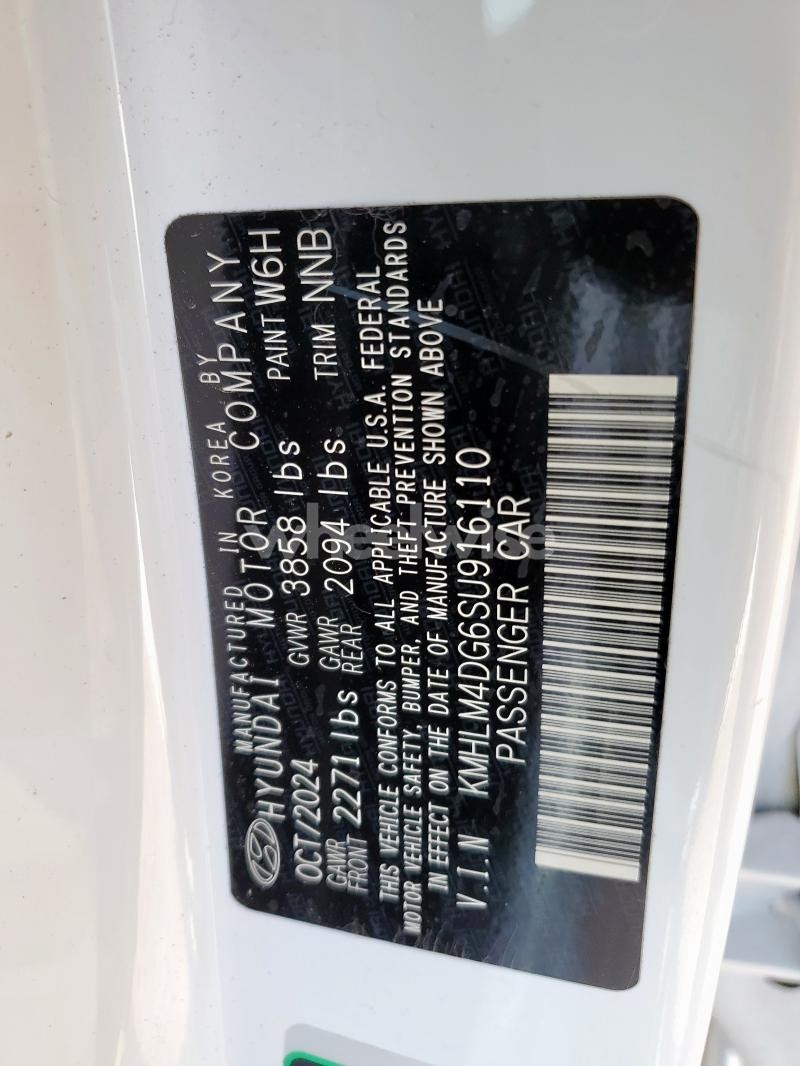 MANUFACTURED IN KOREA BY
HYUNDAI MOTOR COMPANY
OCT/2024 GVWR 3858 lbs PAINT W6H
GAWR FRONT 2271 lbs GAWR REAR 2094 lbs TRIM NNB
THIS VEHICLE CONFORMS TO ALL APPLICABLE U.S.A. FEDERAL
MOTOR VEHICLE SAFETY, BUMPER, AND THEFT PREVENTION STANDARDS
IN EFFECT ON THE DATE OF MANUFACTURE SHOWN ABOVE
V.I.N KMHLM4DG6SU916110
PASSENGER CAR
wheelwise